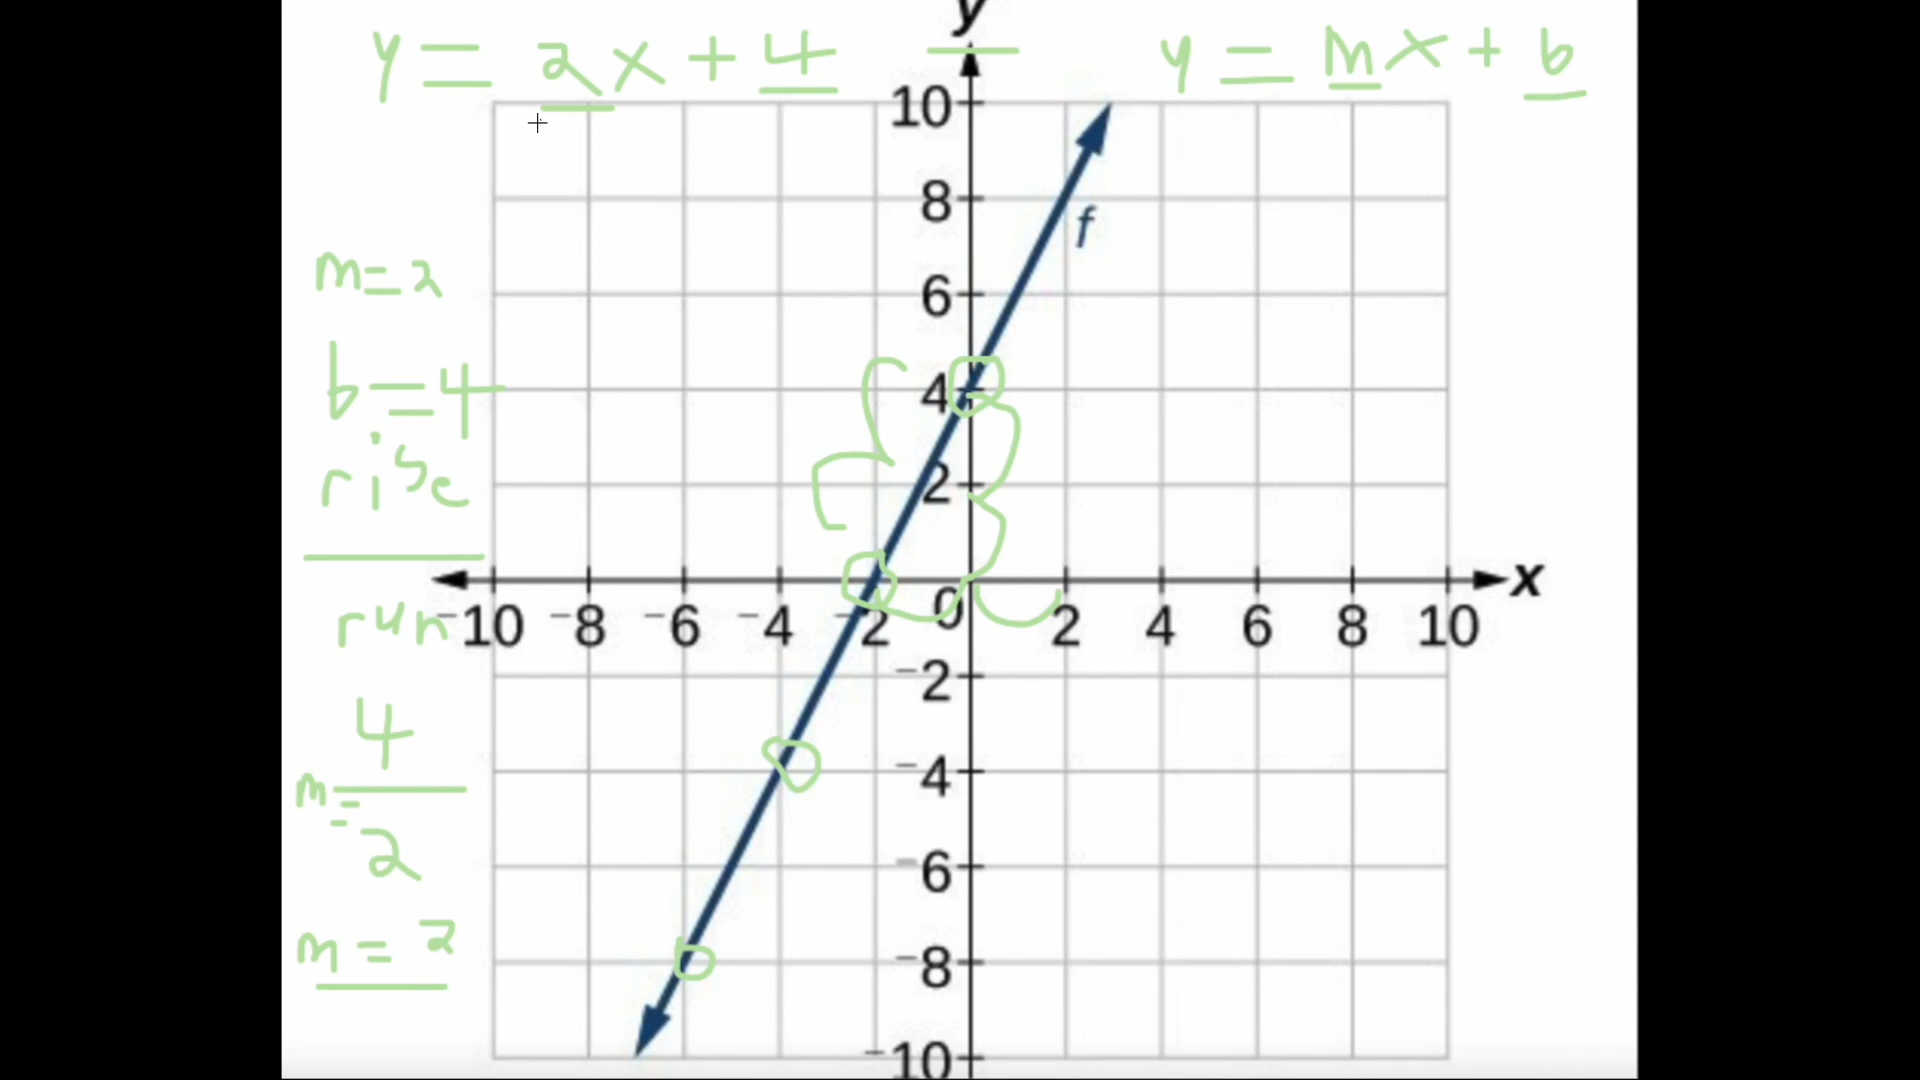 y = 2x + 4
y = mx + b
y
10
8
f
6
4
2
0
x
-10 -8 -6 -4 -2 2 4 6 8 10
-2
-4
-6
-8
-10
m = 2
b = 4
rise
run
m = 4
2
m = 2